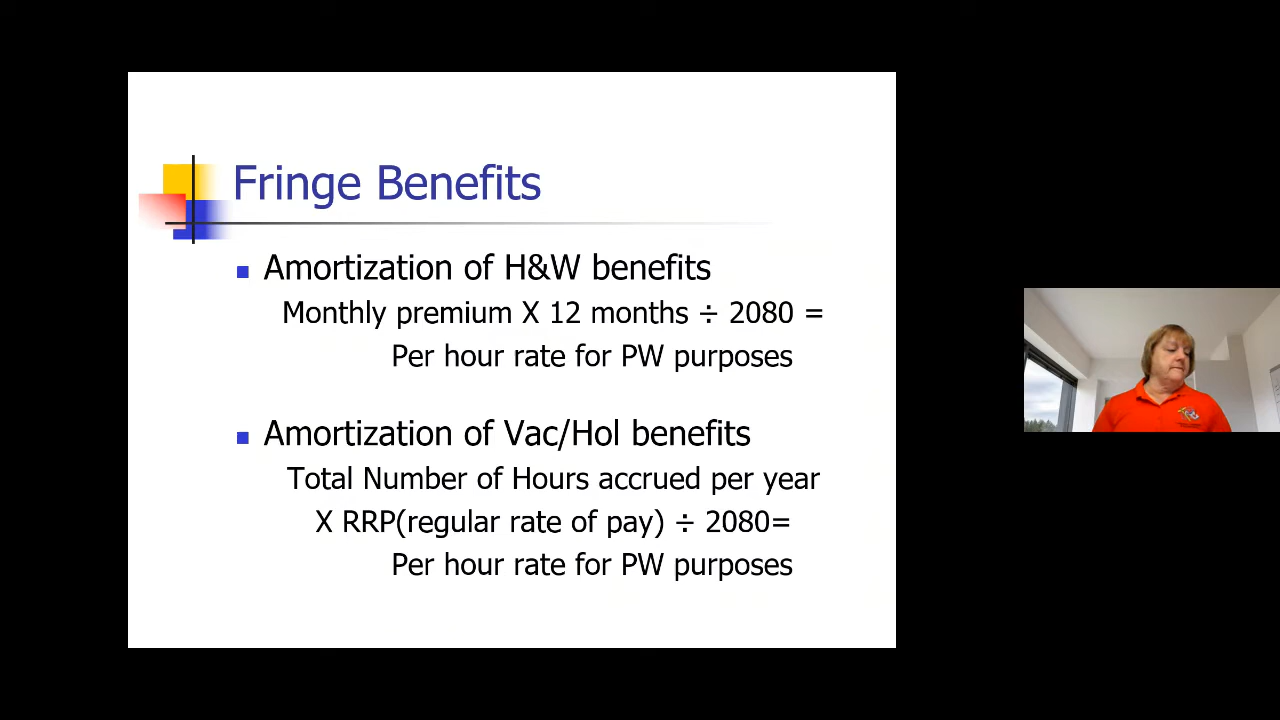 Fringe Benefits
Amortization of H&W benefits
Monthly premium X 12 months ÷ 2080 =
Per hour rate for PW purposes
Amortization of Vac/Hol benefits
Total Number of Hours accrued per year
X RRP(regular rate of pay) ÷ 2080=
Per hour rate for PW purposes